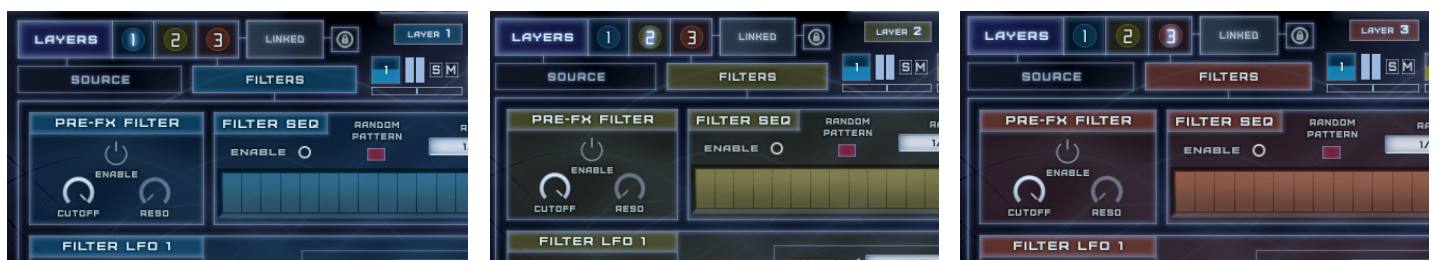 LAYERS 1 2 3 LINKED LAYER 1
SOURCE FILTERS 1 S M
PRE-FX FILTER FILTER SEQ RANDOM
PATTERN
ENABLE
ENABLE
CUTOFF RESO
FILTER LFO 1
LAYERS 1 2 3 LINKED LAYER 2
SOURCE FILTERS 1 S M
PRE-FX FILTER FILTER SEQ RANDOM
PATTERN
ENABLE
ENABLE
CUTOFF RESO
FILTER LFO 1
LAYERS 1 2 3 LINKED LAYER 3
SOURCE FILTERS 1 S M
PRE-FX FILTER FILTER SEQ RANDOM RA
PATTERN
ENABLE 1/
ENABLE
CUTOFF RESO
FILTER LFO 1